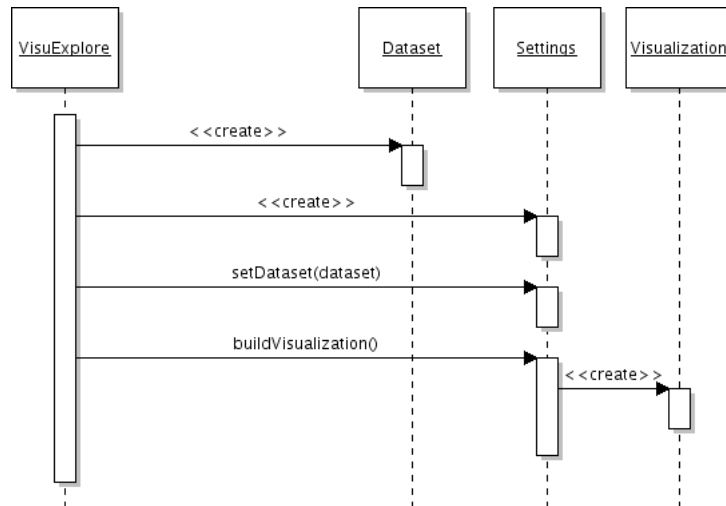 VisuExplore
Dataset
Settings
Visualization
<<create>>
<<create>>
setDataset(dataset)
buildVisualization()
<<create>>